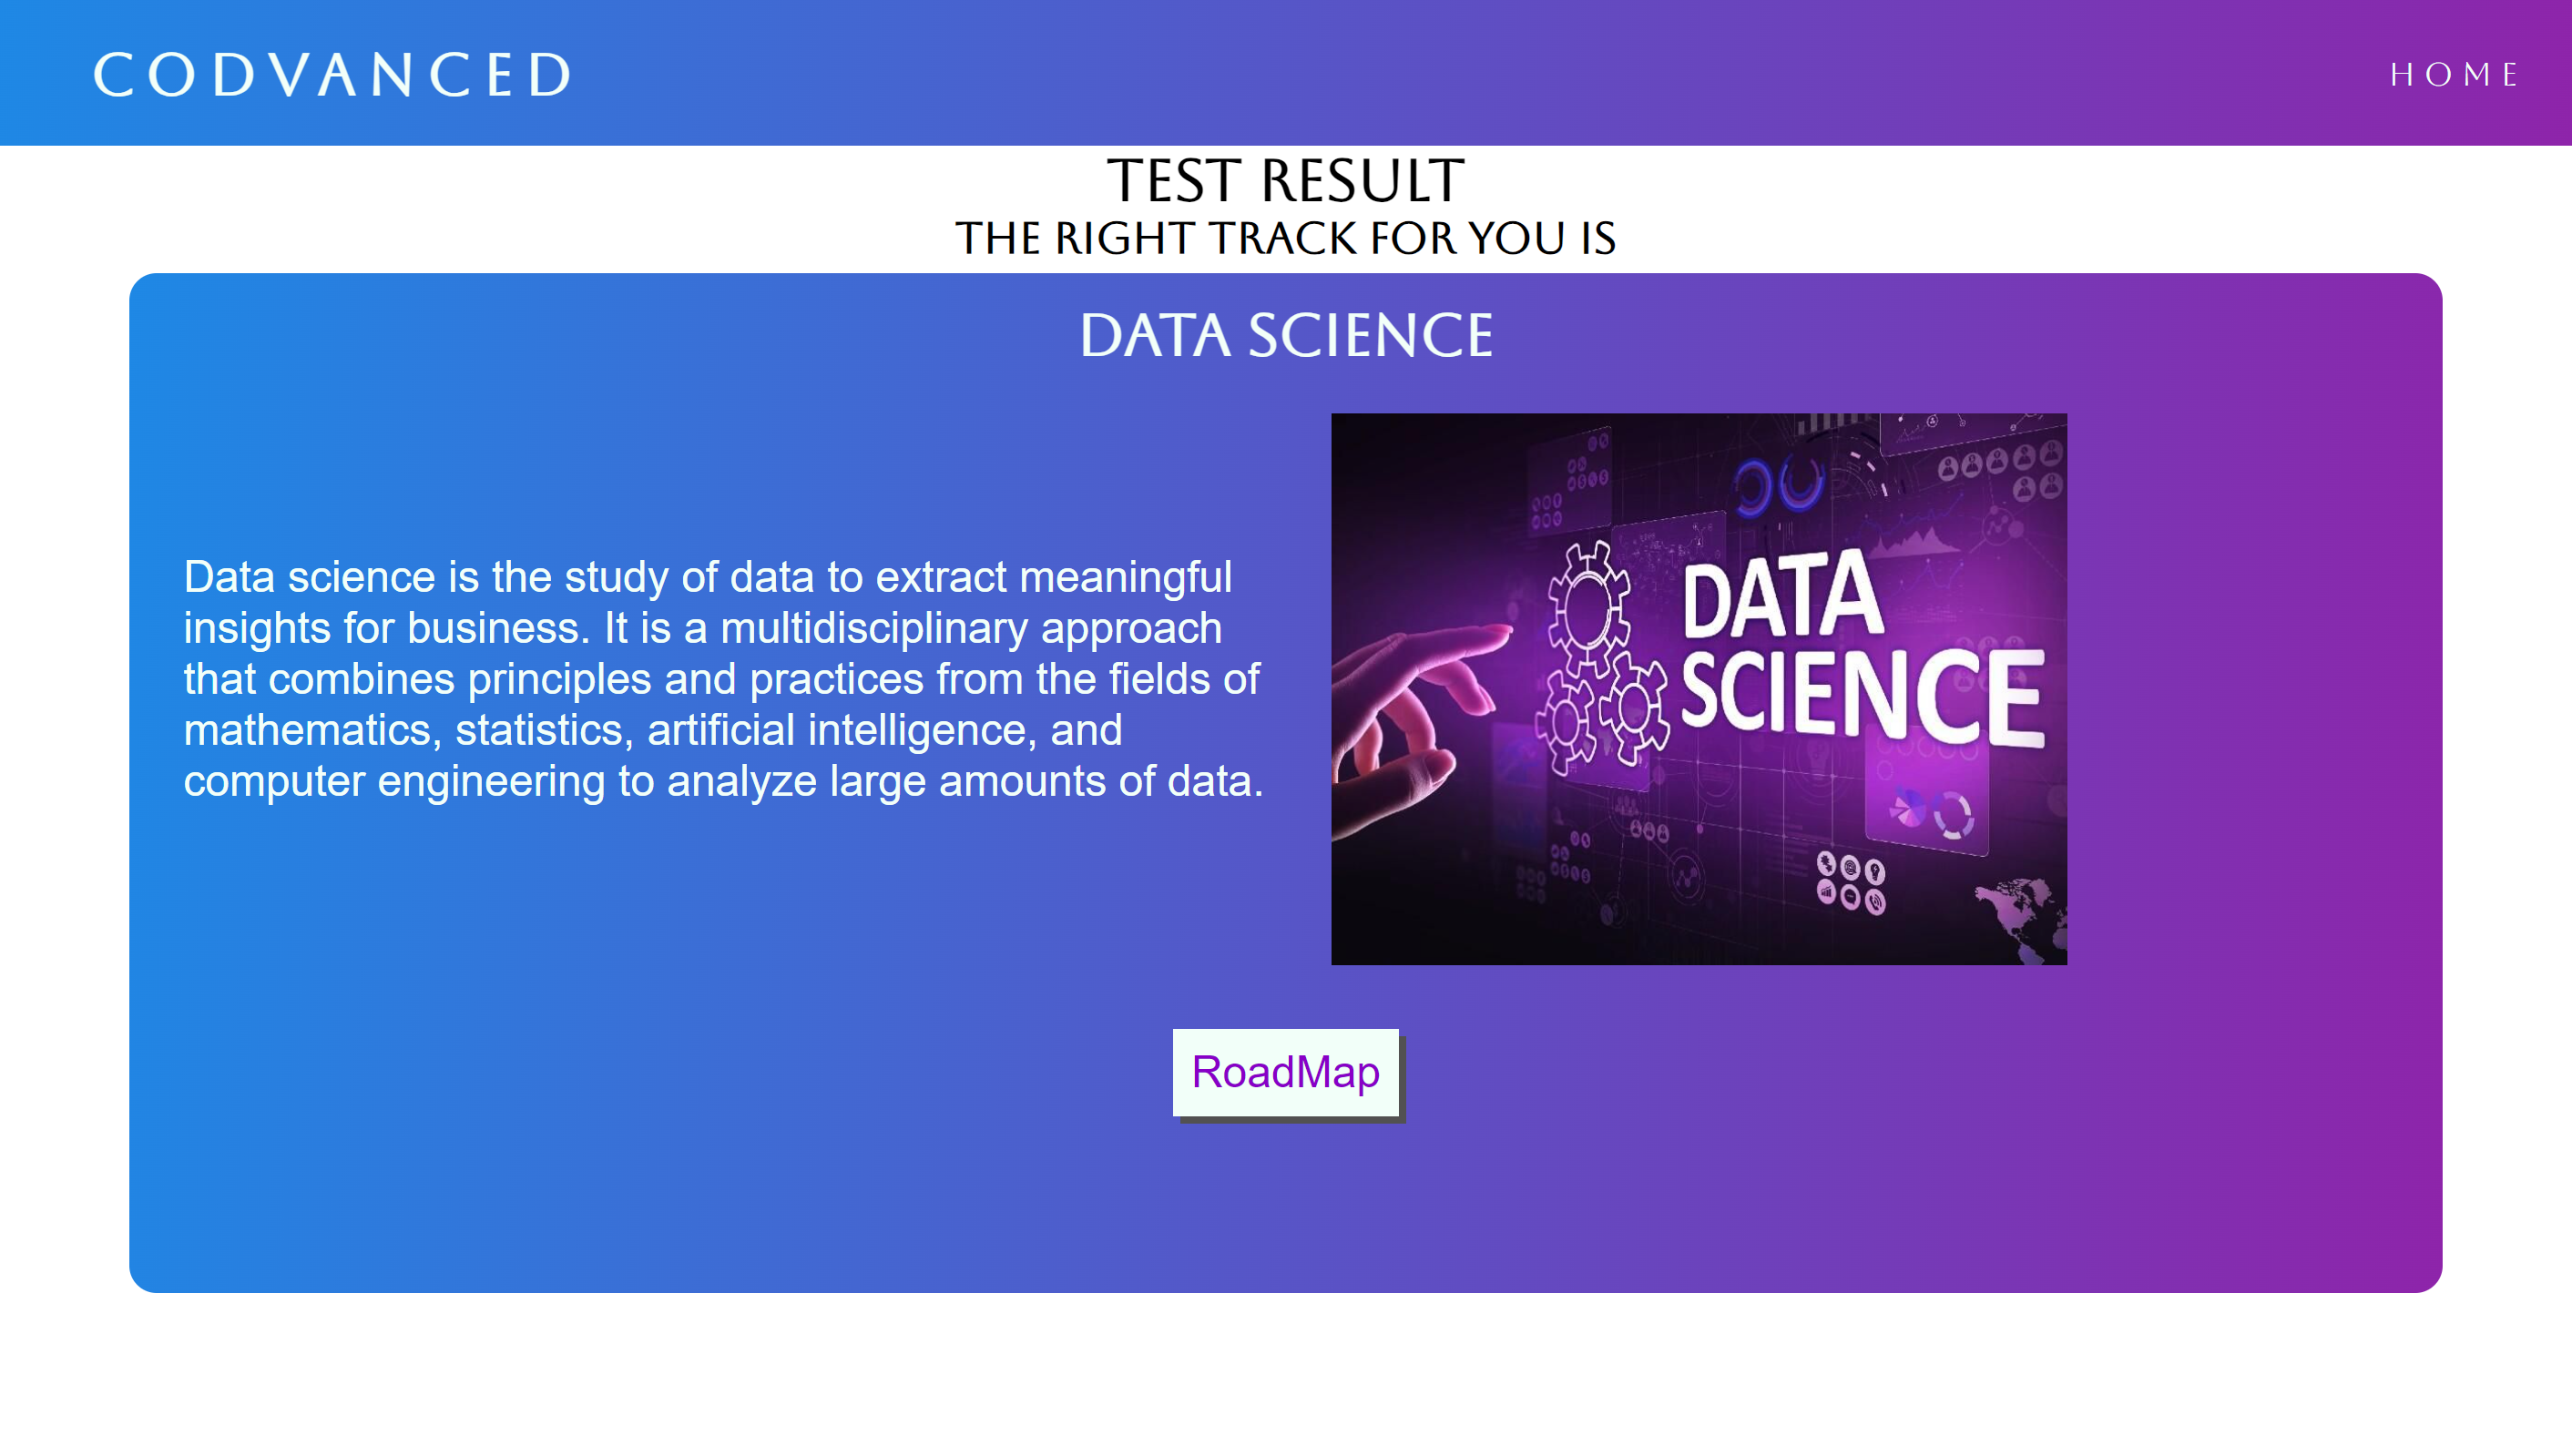 CODVANCED
HOME
TEST RESULT
THE RIGHT TRACK FOR YOU IS
DATA SCIENCE
Data science is the study of data to extract meaningful
insights for business. It is a multidisciplinary approach
that combines principles and practices from the fields of
mathematics, statistics, artificial intelligence, and
computer engineering to analyze large amounts of data.
DATA
SCIENCE
RoadMap